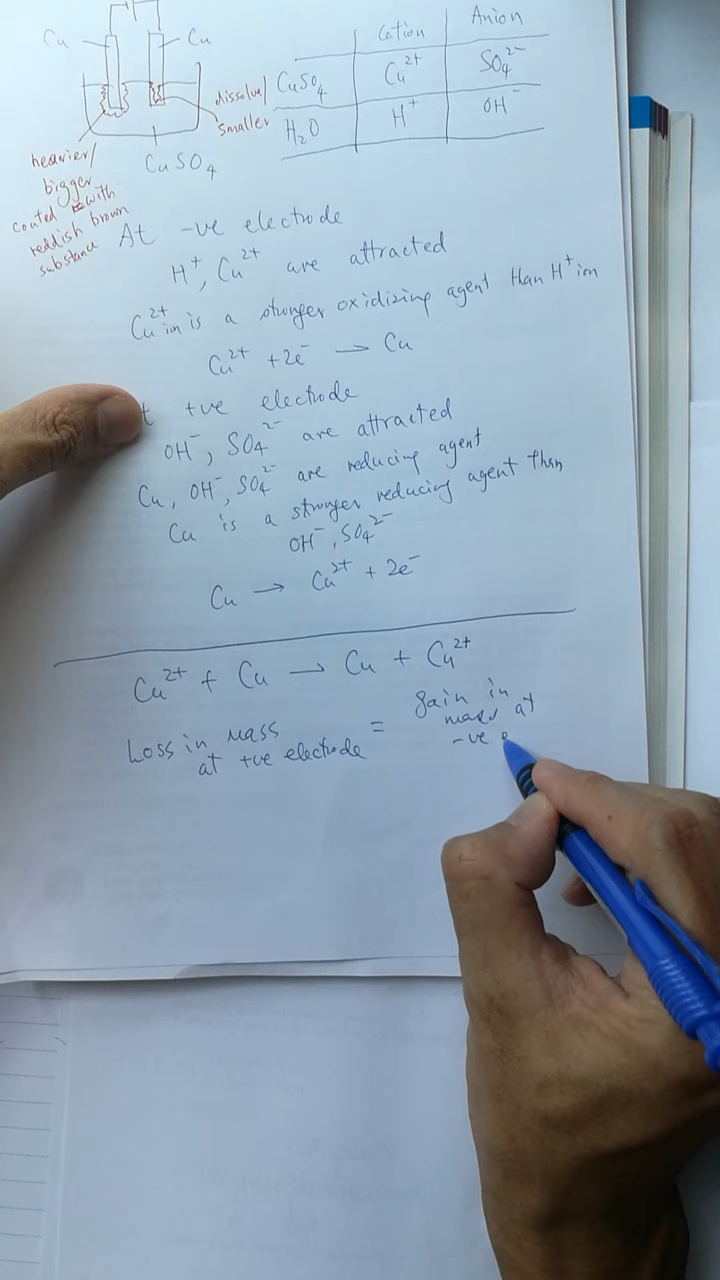 Cu
Cu
heavier/
bigger
coated with
reddish brown
substance
dissolve/
smaller
CuSO₄
Cation Anion
CuSO₄ Cu²⁺ SO₄²⁻
H₂O H⁺ OH⁻
At -ve electrode
H⁺, Cu²⁺ are attracted
Cu²⁺ ion is a stronger oxidizing agent than H⁺ ion
Cu²⁺ + 2e⁻ → Cu
t +ve electrode
OH⁻, SO₄²⁻ are attracted
Cu, OH⁻, SO₄²⁻ are reducing agent
Cu is a stronger reducing agent than
OH⁻, SO₄²⁻
Cu → Cu²⁺ + 2e⁻
Cu²⁺ + Cu → Cu + Cu²⁺
Loss in mass
at +ve electrode
=
gain in
mass at
-ve e